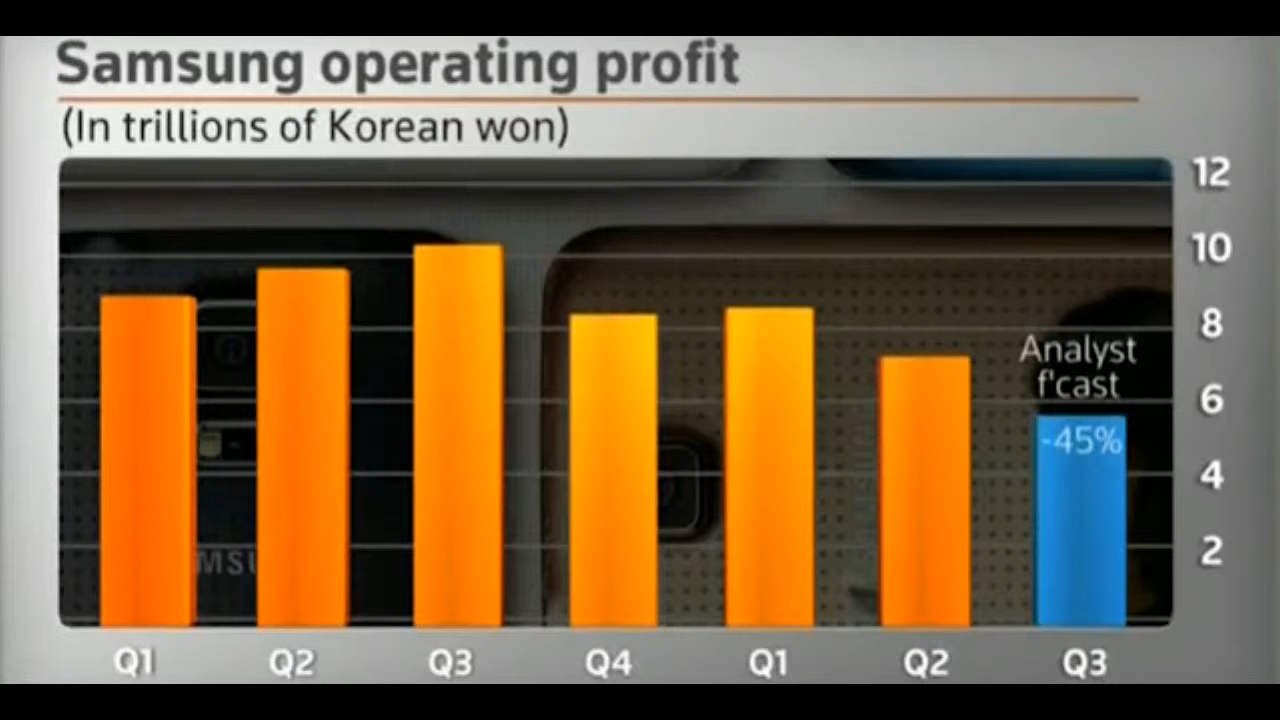 Samsung operating profit
(In trillions of Korean won)
12
10
8
Analyst
f'cast
6
-45%
4
2
MSU
Q1 Q2 Q3 Q4 Q1 Q2 Q3